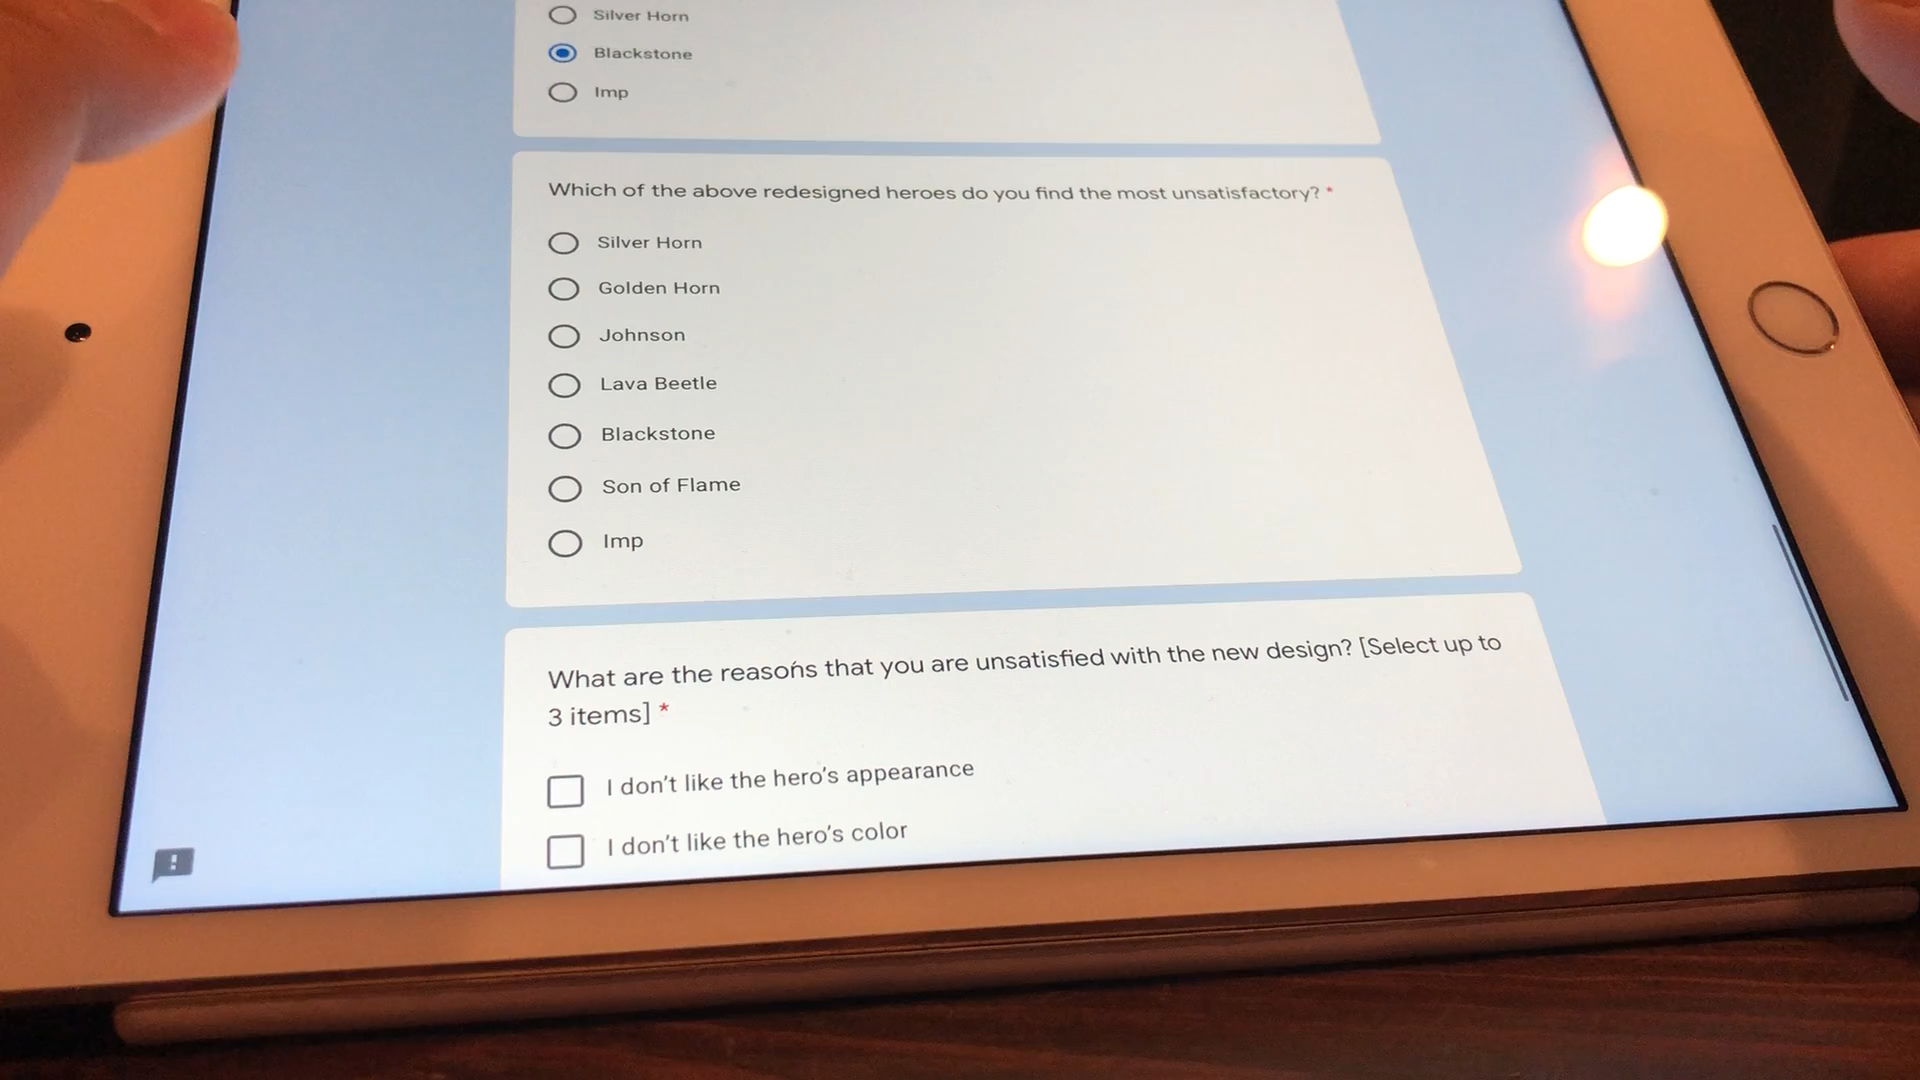 Silver Horn
Blackstone
Imp
Which of the above redesigned heroes do you find the most unsatisfactory? *
Silver Horn
Golden Horn
Johnson
Lava Beetle
Blackstone
Son of Flame
Imp
What are the reasons that you are unsatisfied with the new design? [Select up to
3 items] *
I don't like the hero's appearance
I don't like the hero's color
!